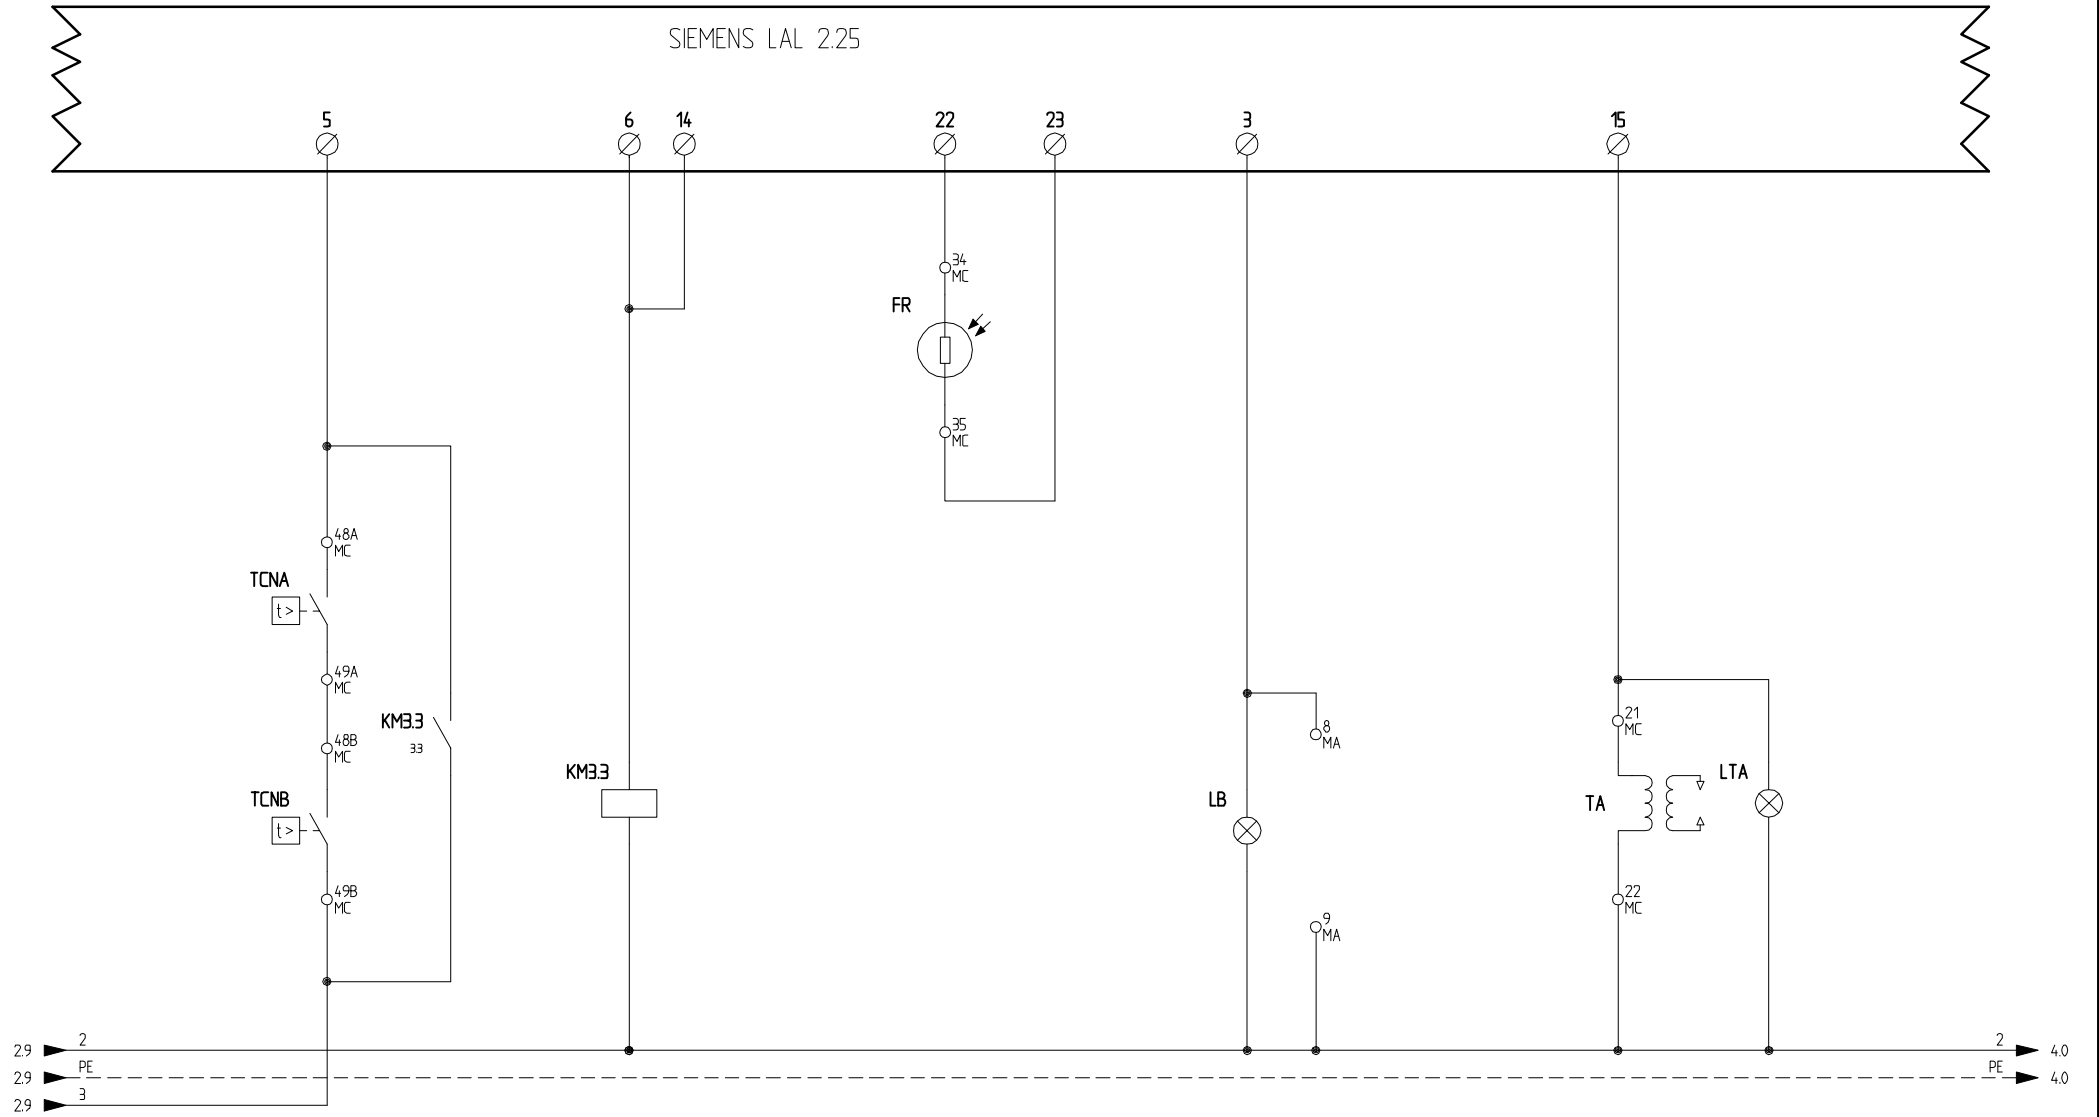 SIEMENS LAL 2.25
5 6 14 22 23 3 15
34
MC
FR
35
MC
48A
MC
TCNA
t>
49A
MC
48B
MC
KM3.3
3.3
TCNB
t>
49B
MC
KM3.3
8
MA
LB
9
MA
21
MC
TA
LTA
22
MC
2.9 2 2 4.0
2.9 PE PE 4.0
2.9 3